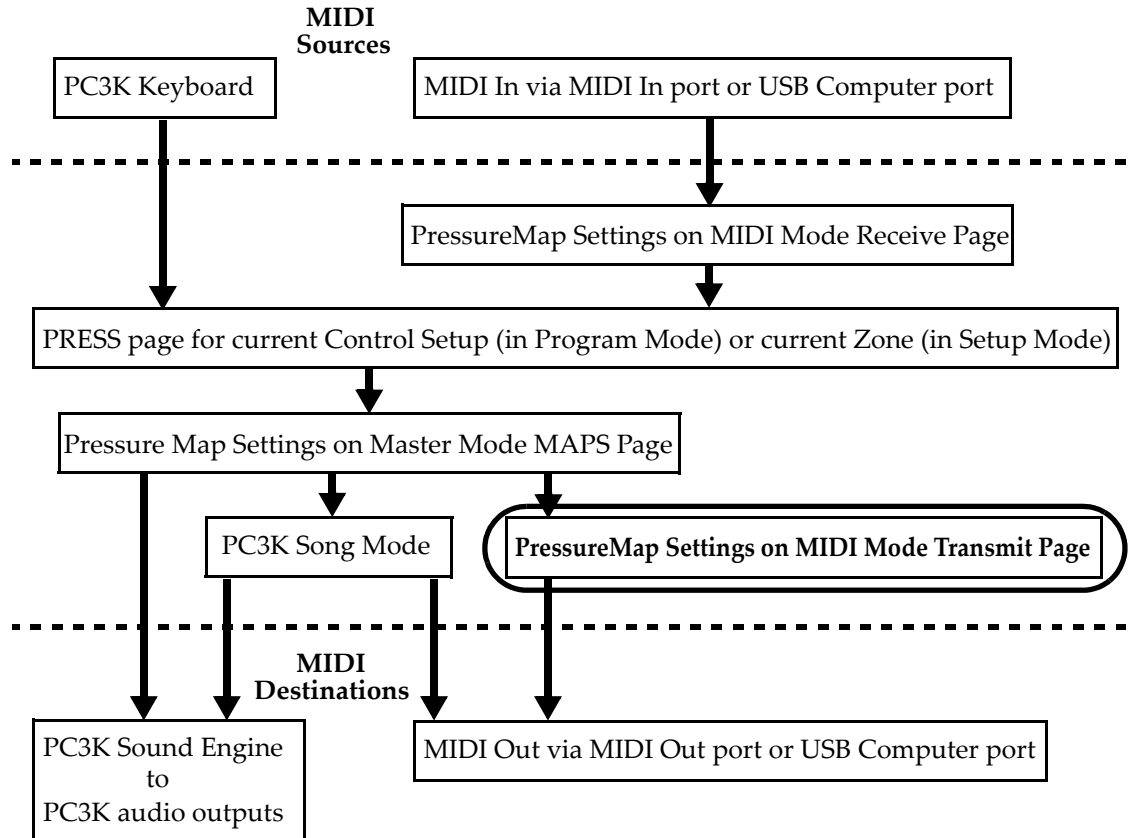 MIDI
Sources
PC3K Keyboard
MIDI In via MIDI In port or USB Computer port
PressureMap Settings on MIDI Mode Receive Page
PRESS page for current Control Setup (in Program Mode) or current Zone (in Setup Mode)
Pressure Map Settings on Master Mode MAPS Page
PC3K Song Mode
PressureMap Settings on MIDI Mode Transmit Page
MIDI
Destinations
PC3K Sound Engine
to
PC3K audio outputs
MIDI Out via MIDI Out port or USB Computer port